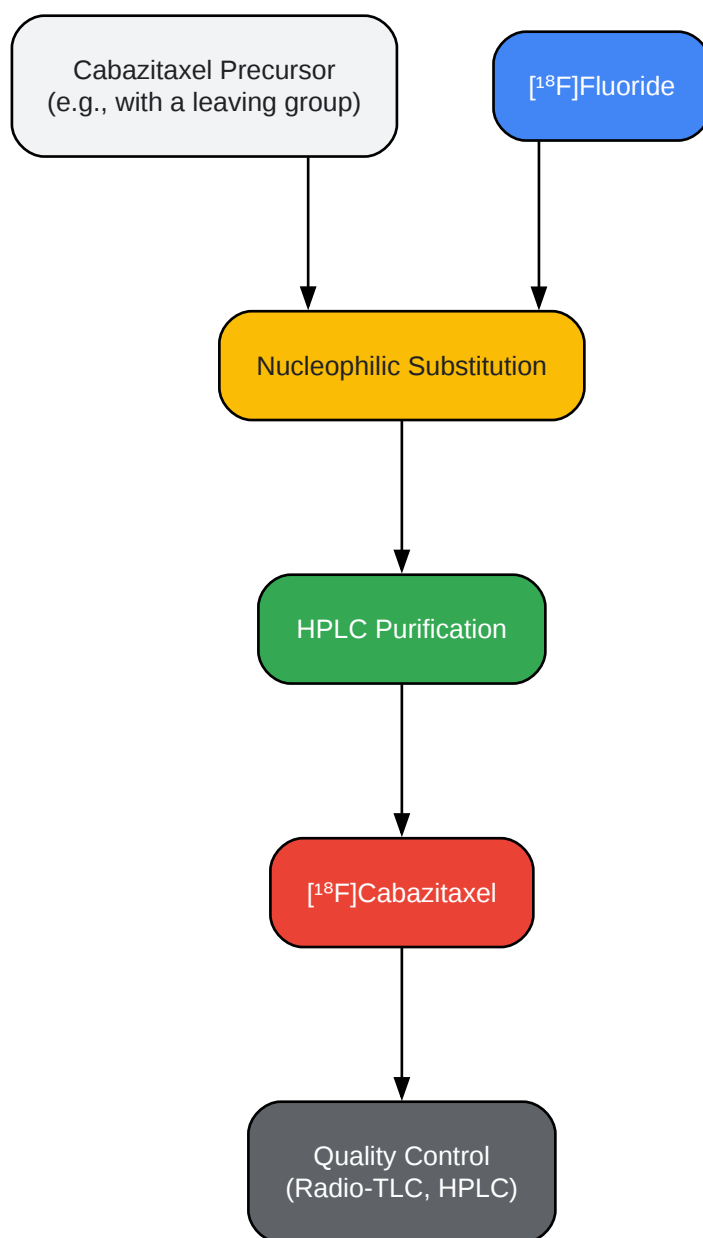 Cabazitaxel Precursor
(e.g., with a leaving group)
[¹⁸F]Fluoride
Nucleophilic Substitution
HPLC Purification
[¹⁸F]Cabazitaxel
Quality Control
(Radio-TLC, HPLC)